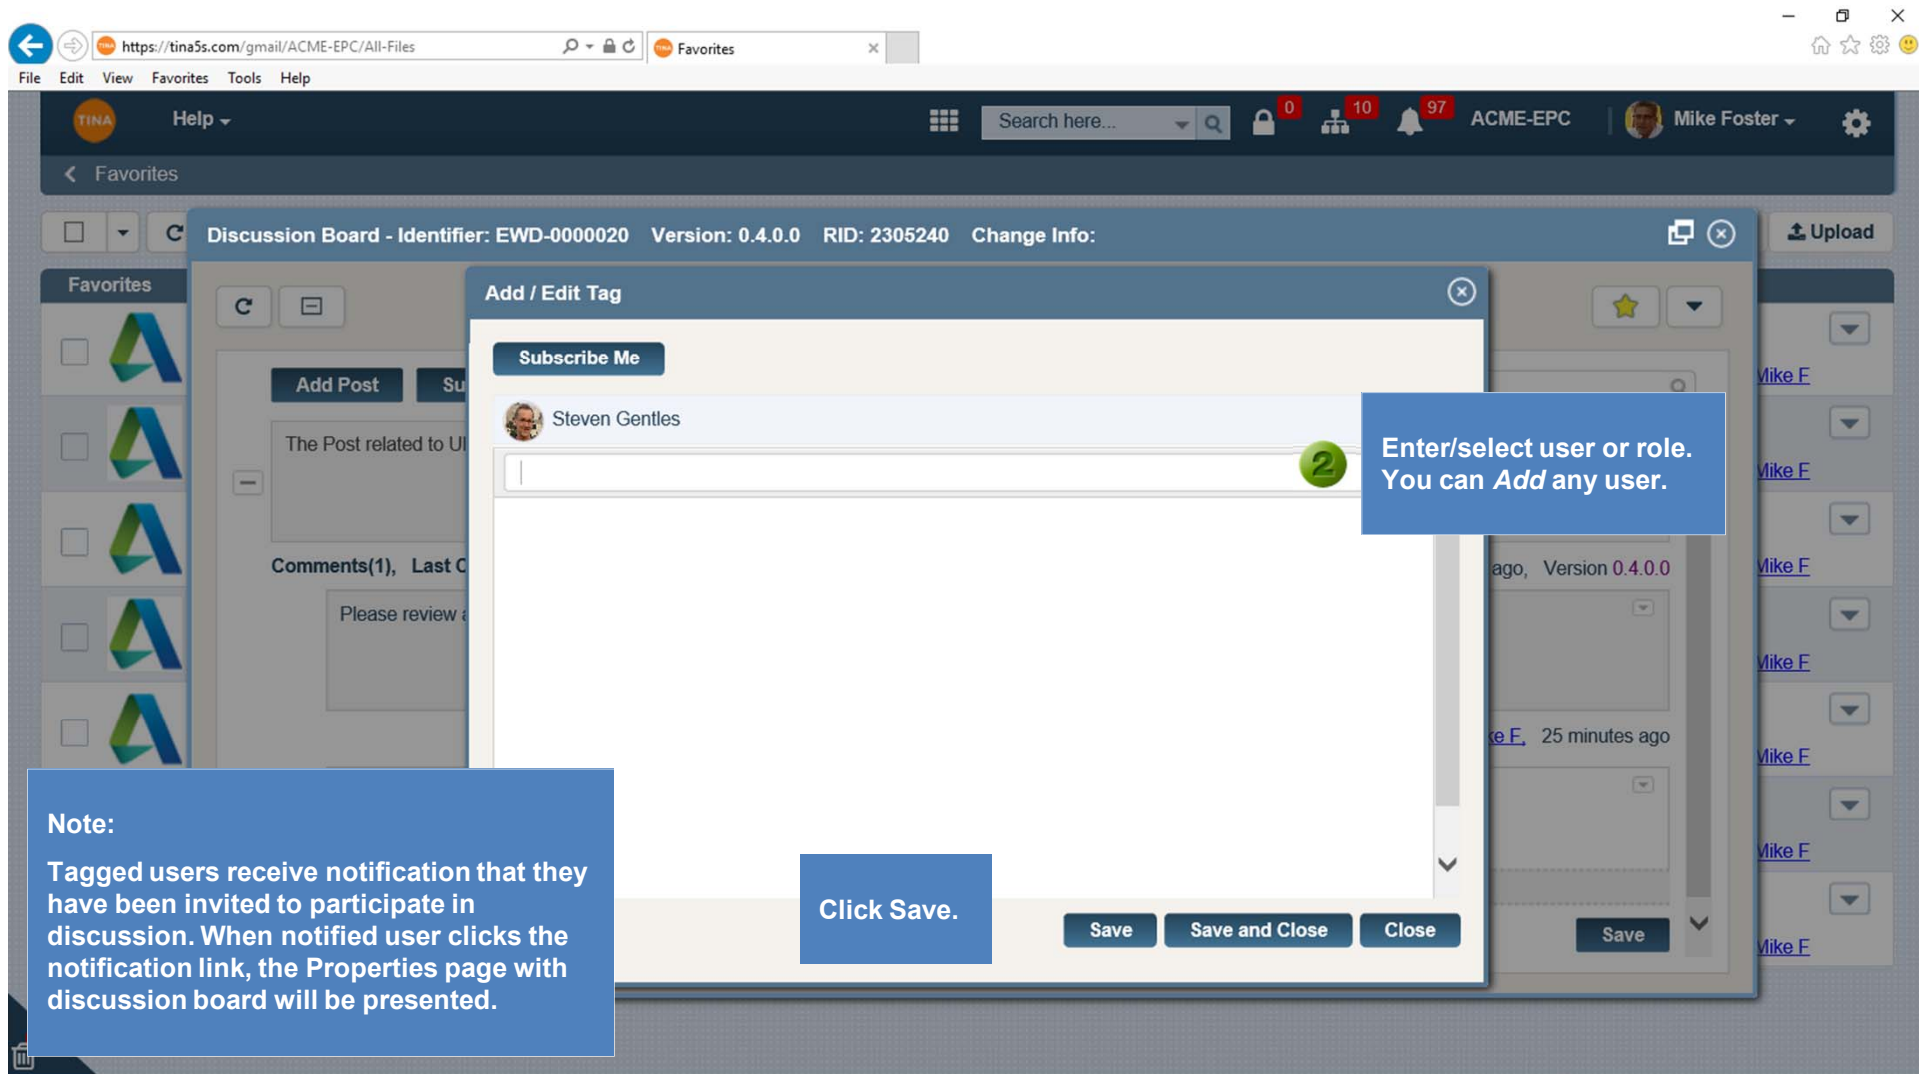 https://tina5s.com/gmail/ACME-EPC/All-Files
Favorites
File Edit View Favorites Tools Help
TINA
Help
Search here...
0
10
97
ACME-EPC
Mike Foster
Favorites
Discussion Board - Identifier: EWD-0000020 Version: 0.4.0.0 RID: 2305240 Change Info:
Upload
Favorites
Add / Edit Tag
Subscribe Me
Add Post
Su
Mike F
Steven Gentles
The Post related to UI
2
Enter/select user or role.
You can Add any user.
Mike F
Comments(1), Last C
ago, Version 0.4.0.0
Mike F
Please review a
Mike F
ke F, 25 minutes ago
Mike F
Note:
Tagged users receive notification that they
have been invited to participate in
discussion. When notified user clicks the
notification link, the Properties page with
discussion board will be presented.
Mike F
Click Save.
Save
Save and Close
Close
Save
Mike F